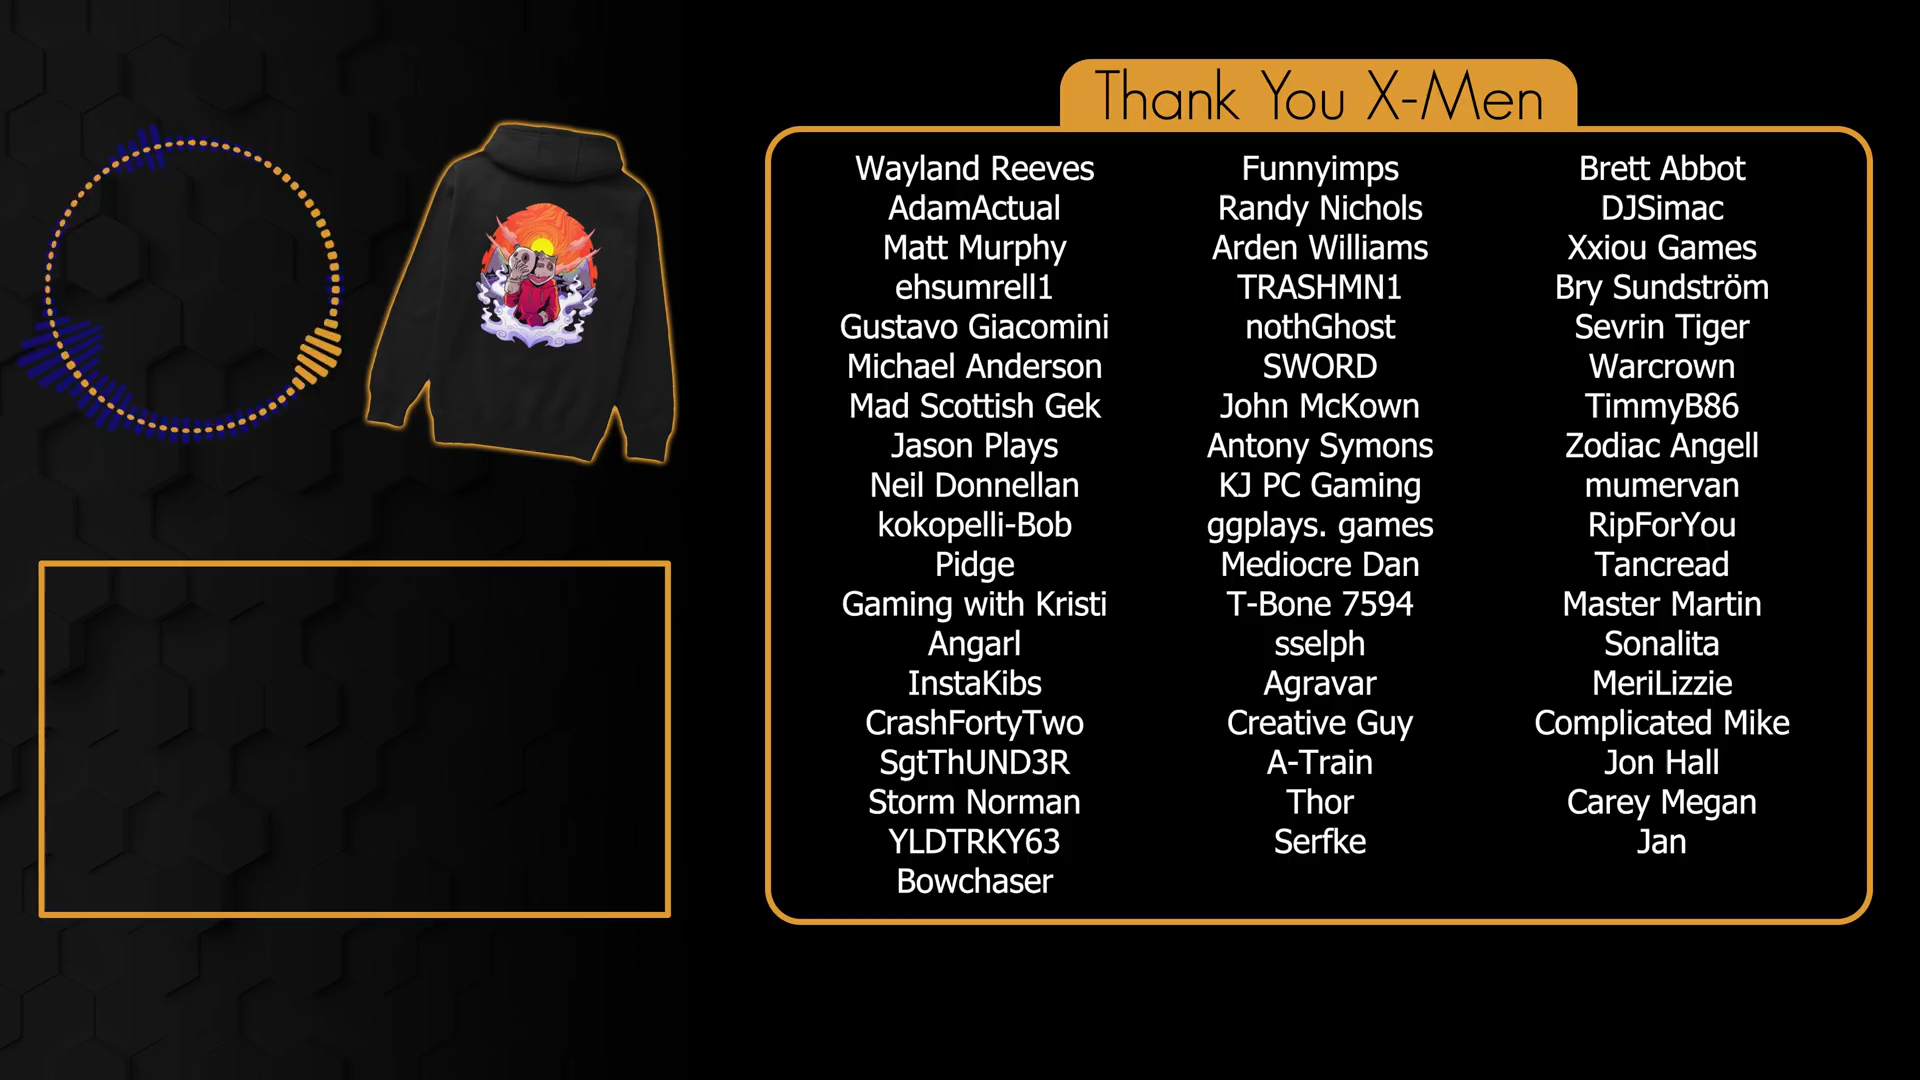 Thank You X-Men
Wayland Reeves
AdamActual
Matt Murphy
ehsumrell1
Gustavo Giacomini
Michael Anderson
Mad Scottish Gek
Jason Plays
Neil Donnellan
kokopelli-Bob
Pidge
Gaming with Kristi
Angarl
InstaKibs
CrashFortyTwo
SgtThUND3R
Storm Norman
YLDTRKY63
Bowchaser
Funnyimps
Randy Nichols
Arden Williams
TRASHMN1
nothGhost
SWORD
John McKown
Antony Symons
KJ PC Gaming
ggplays. games
Mediocre Dan
T-Bone 7594
sselph
Agravar
Creative Guy
A-Train
Thor
Serfke
Brett Abbot
DJSimac
Xxiou Games
Bry Sundström
Sevrin Tiger
Warcrown
TimmyB86
Zodiac Angell
mumervan
RipForYou
Tancread
Master Martin
Sonalita
MeriLizzie
Complicated Mike
Jon Hall
Carey Megan
Jan